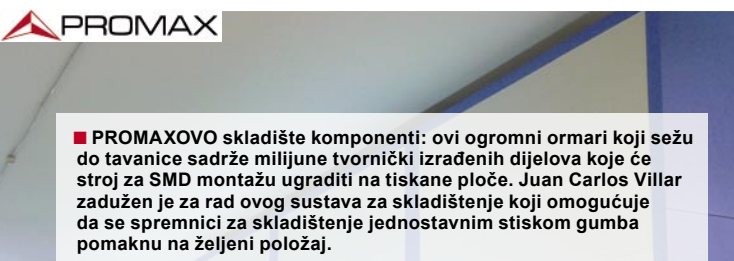 PROMAX
■ PROMAXOVO skladište komponenti: ovi ogromni ormari koji sežu
do tavanice sadrže milijune tvornički izrađenih dijelova koje će
stroj za SMD montažu ugraditi na tiskane ploče. Juan Carlos Villar
zadužen je za rad ovog sustava za skladištenje koji omogućuje
da se spremnici za skladištenje jednostavnim stiskom gumba
pomaknu na željeni položaj.